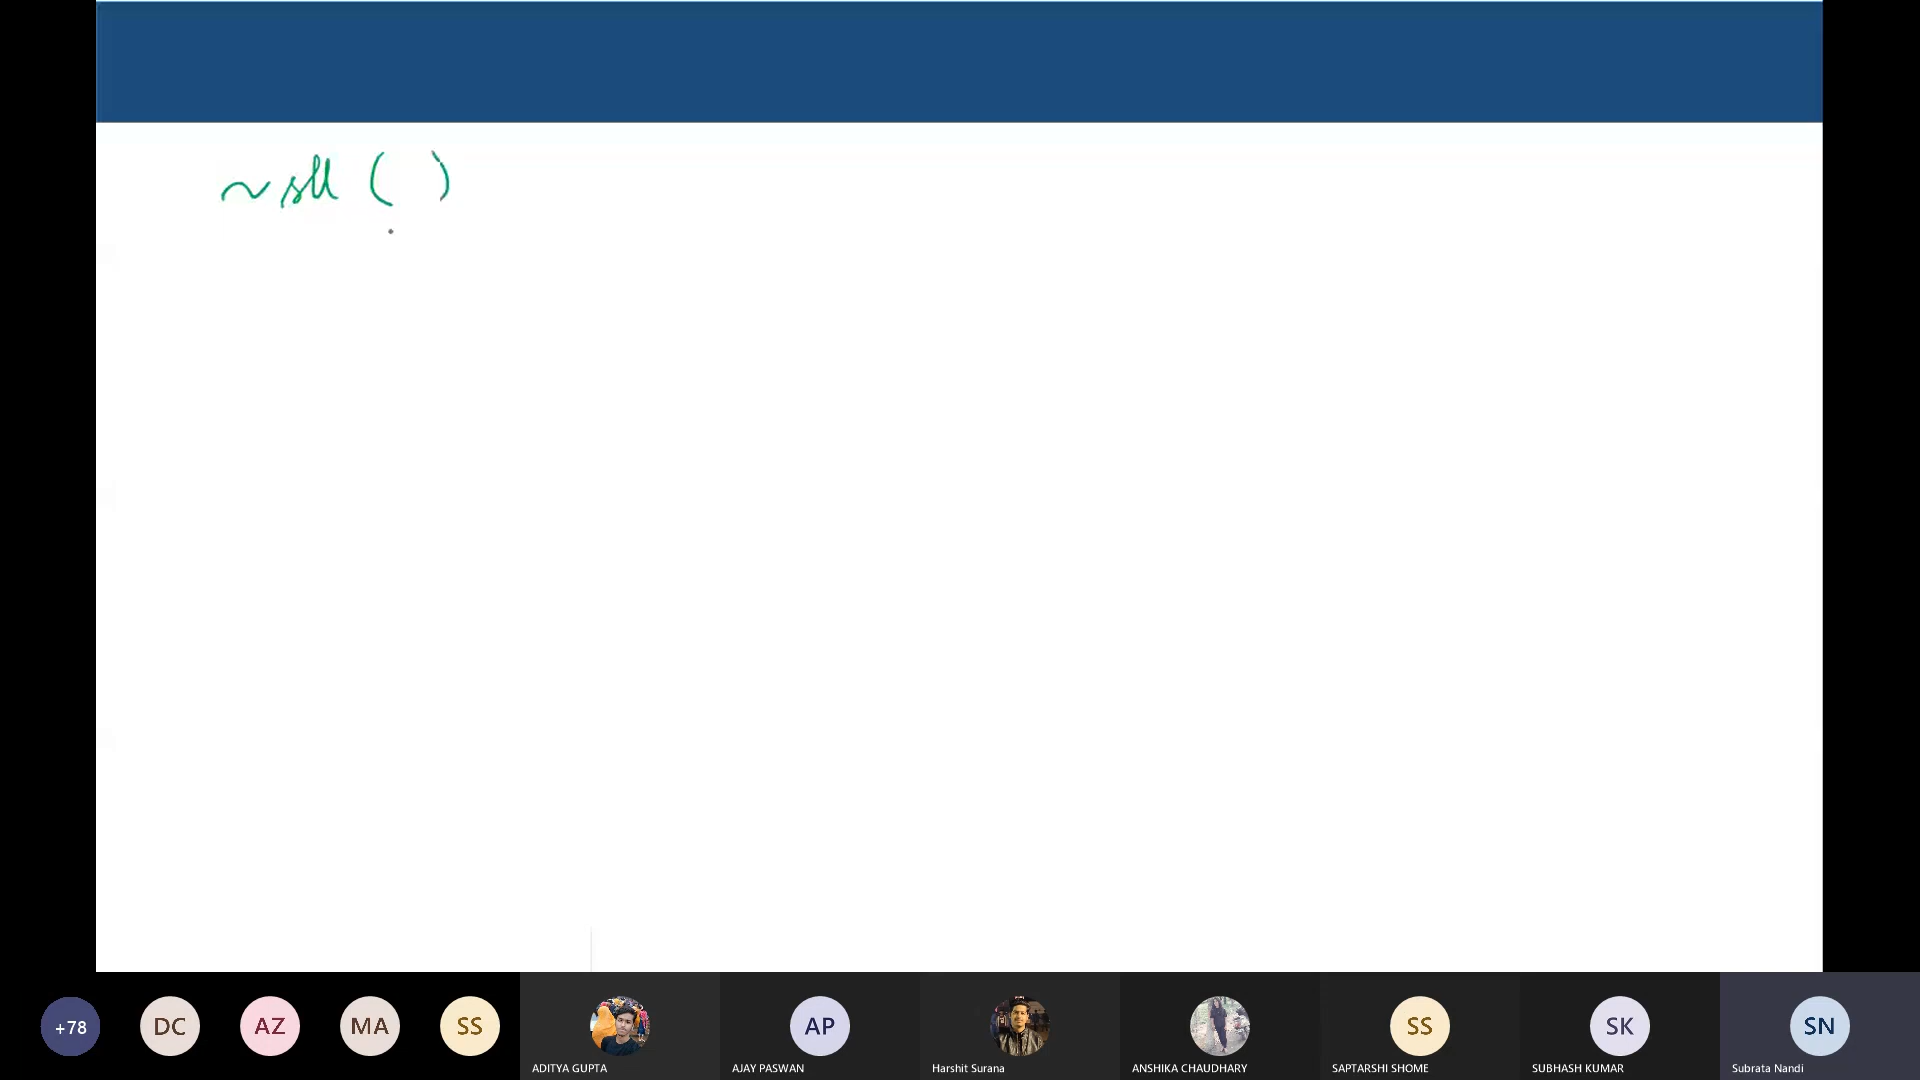 ~sll ( )
+78 DC AZ MA SS AP SS SK SN
ADITYA GUPTA AJAY PASWAN Harshit Surana ANSHIKA CHAUDHARY SAPTARSHI SHOME SUBHASH KUMAR Subrata Nandi